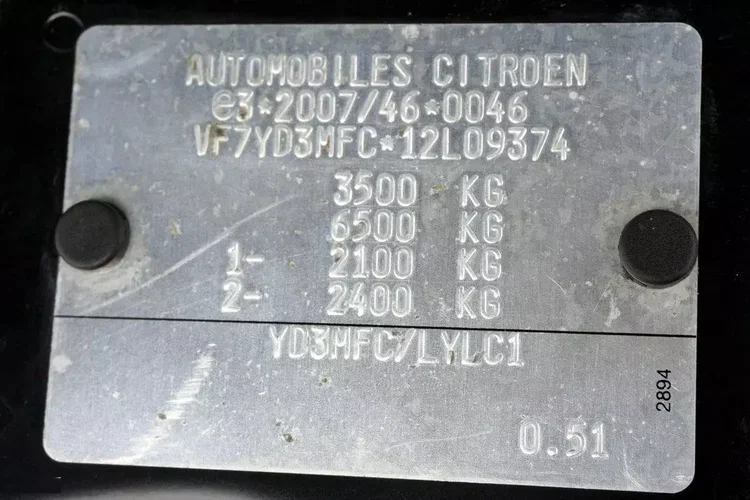 AUTOMOBILES CITROEN
e3*2007/46*0046
VF7YD3MFC*12L09374
3500 KG
6500 KG
1- 2100 KG
2- 2400 KG
YD3MFC/LYLC1
2894
0.51